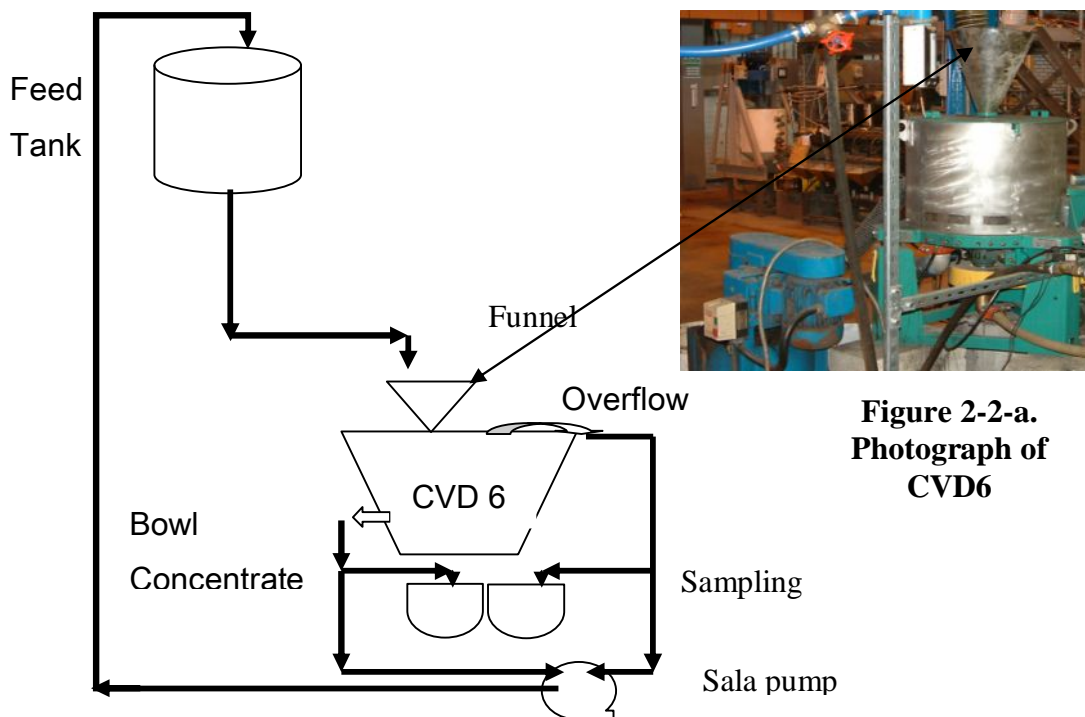 Feed
Tank
Funnel
Overflow
CVD 6
Bowl
Concentrate
Sampling
Sala pump
Figure 2-2-a.
Photograph of
CVD6